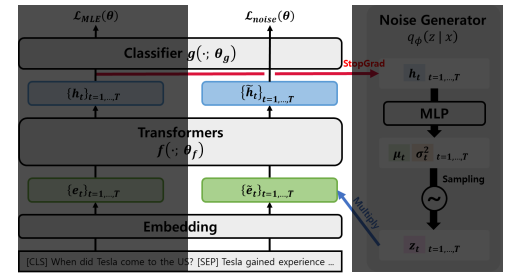 ℒ_MLE(θ)
ℒ_noise(θ)
Noise Generator
q_ϕ(z | x)
Classifier g(·; θ_g)
StopGrad
{h_t}_t=1,…,T
{h̃_t}_t=1,…,T
h_t t=1,…,T
MLP
Transformers
f(·; θ_f)
μ_t σ_t^2 t=1,…,T
Sampling
{e_t}_t=1,…,T
{ẽ_t}_t=1,…,T
~
Multiply
Embedding
z_t t=1,…,T
[CLS] When did Tesla come to the US? [SEP] Tesla gained experience ...